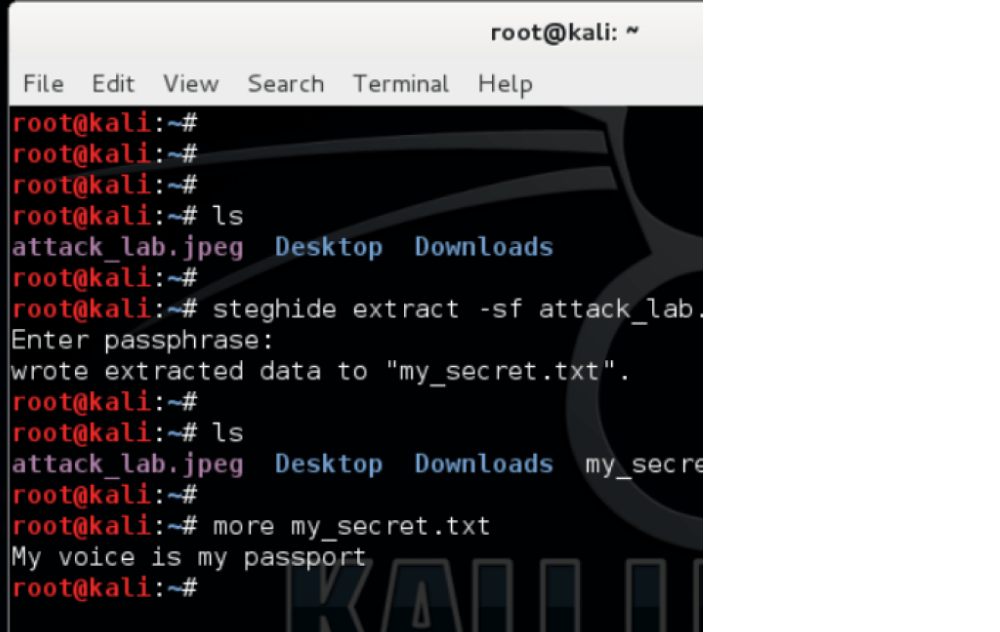 root@kali: ~
File Edit View Search Terminal Help
root@kali:~#
root@kali:~#
root@kali:~#
root@kali:~# ls
attack_lab.jpeg Desktop Downloads
root@kali:~#
root@kali:~# steghide extract -sf attack_lab.
Enter passphrase:
wrote extracted data to "my_secret.txt".
root@kali:~#
root@kali:~# ls
attack_lab.jpeg Desktop Downloads my_secre
root@kali:~#
root@kali:~# more my_secret.txt
My voice is my passport
root@kali:~#
KALI LI